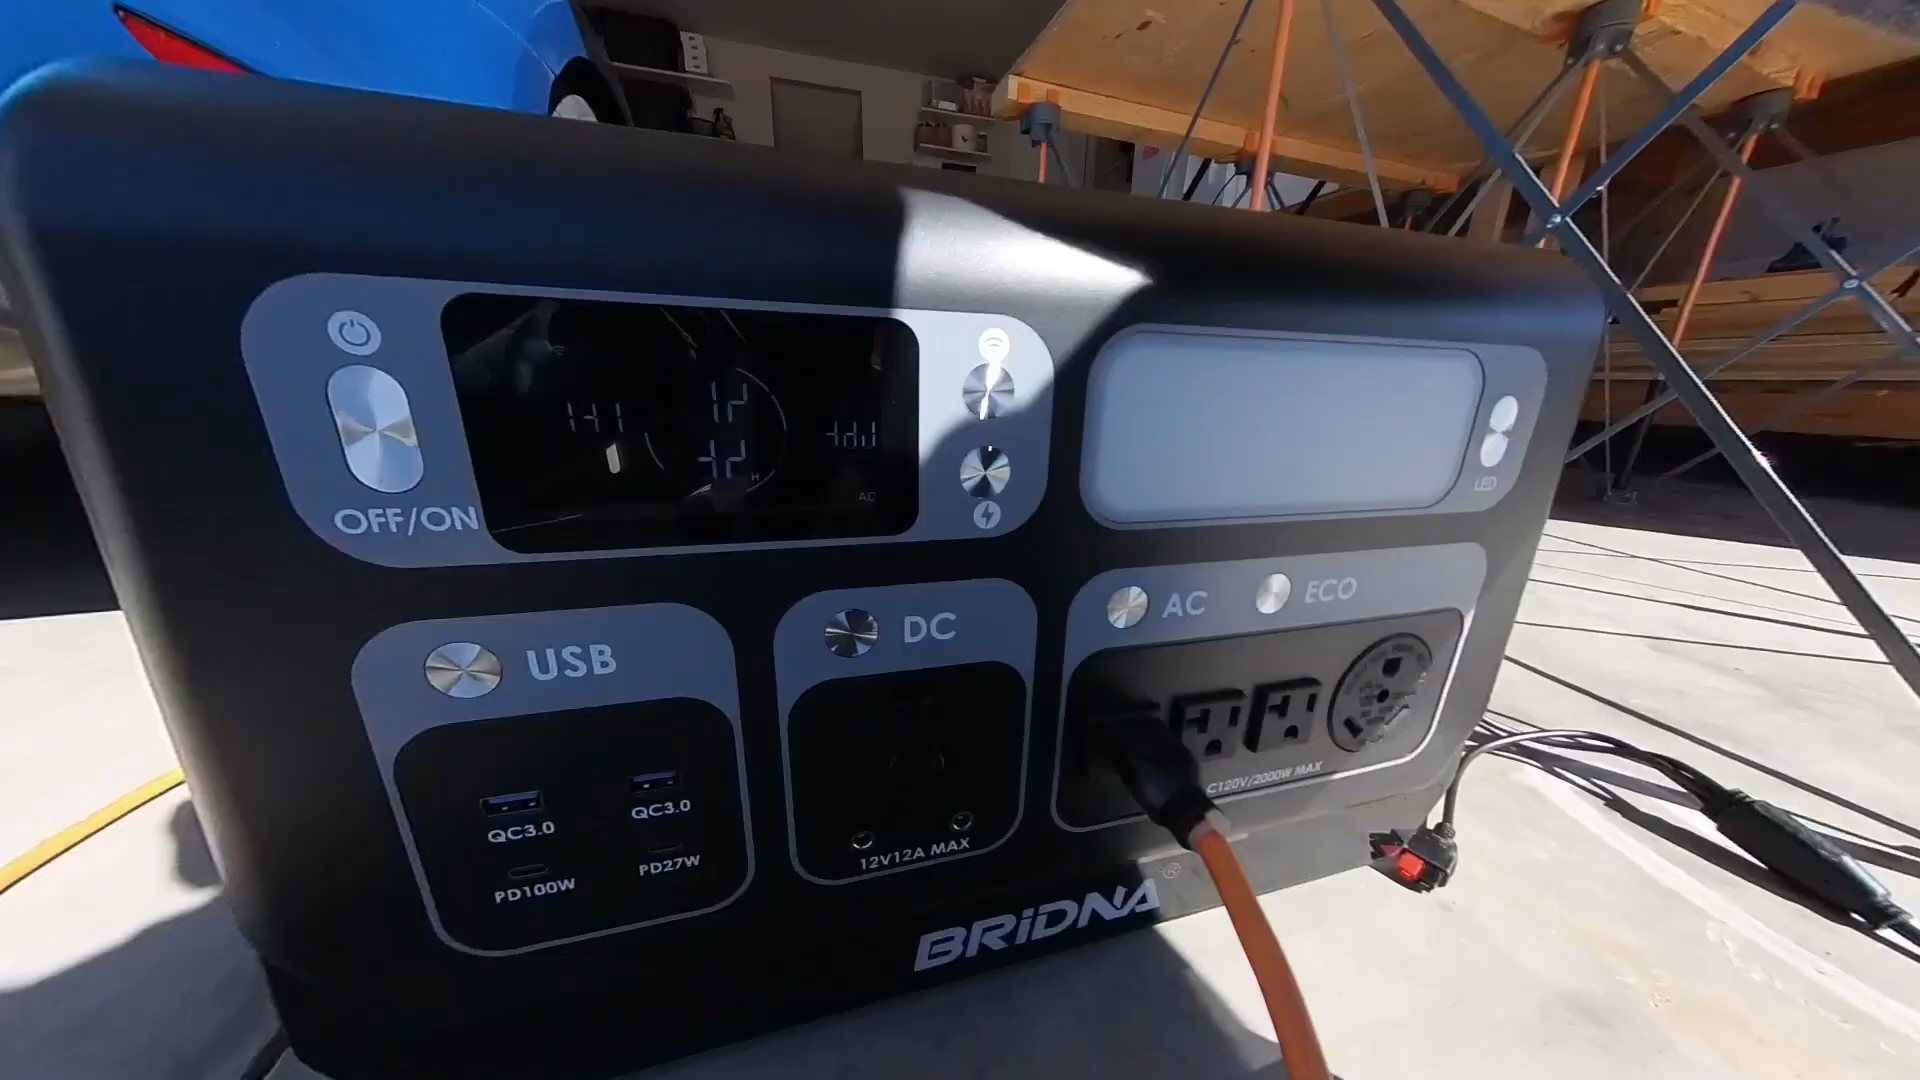 OFF/ON
H
AC
LED
USB
DC
AC
ECO
QC3.0
QC3.0
PD100W
PD27W
12V12A MAX
C120V/2000W MAX
BRiDNA®